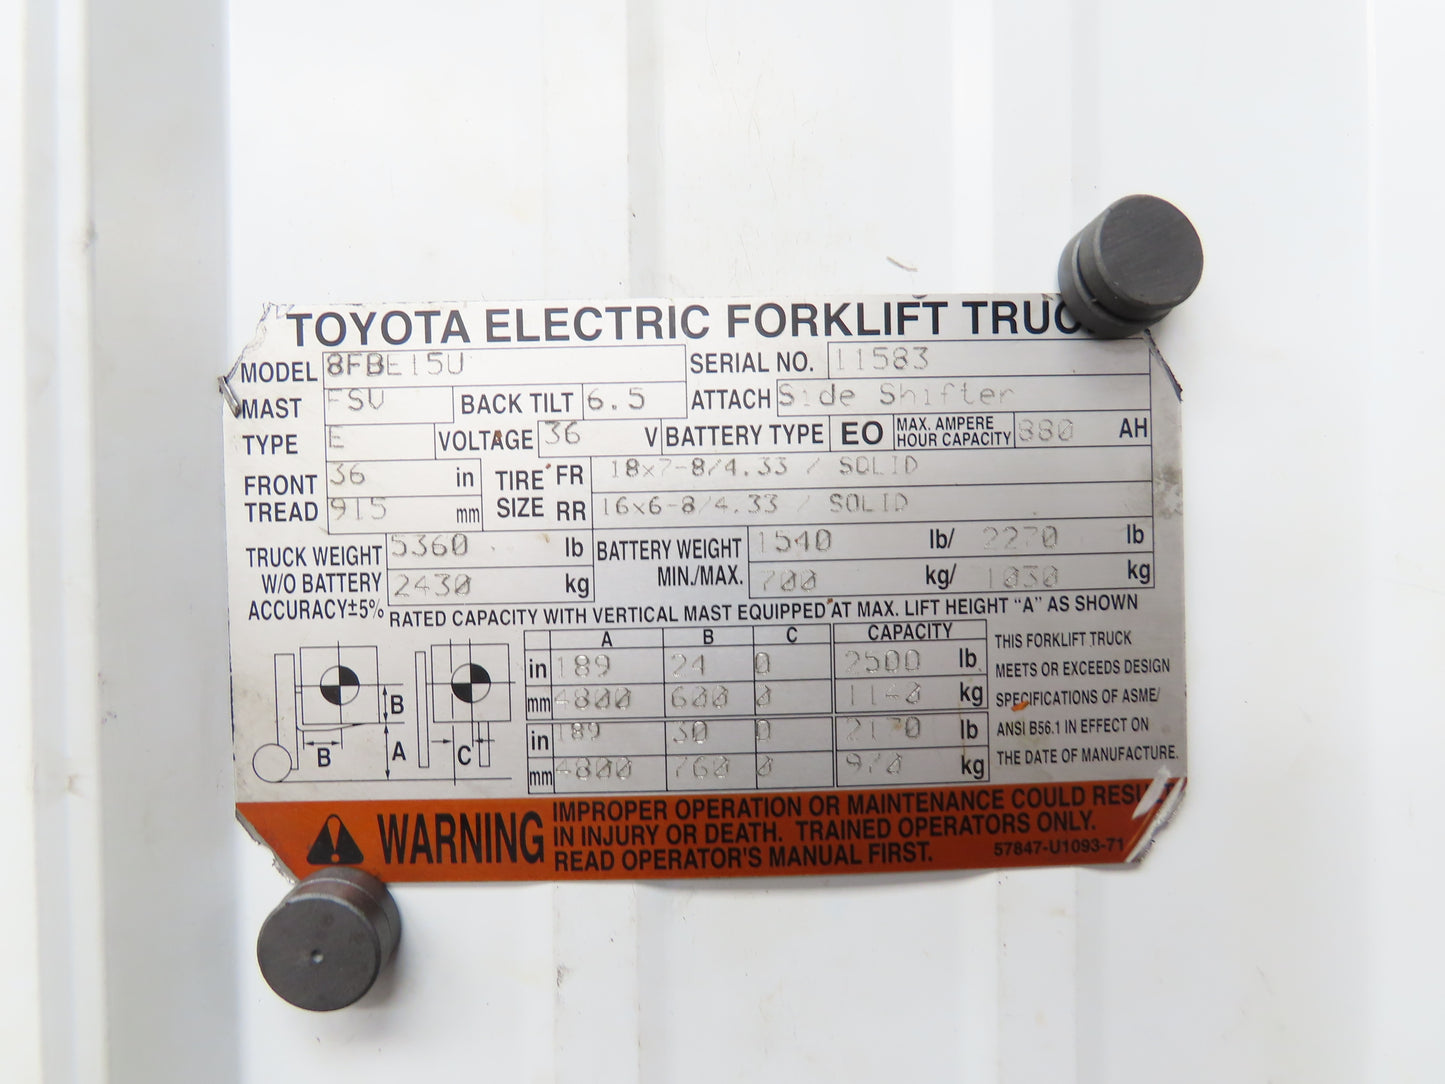 TOYOTA ELECTRIC FORKLIFT TRUC
MODEL 8FBE15U SERIAL NO. 11583
MAST FSV BACK TILT 6.5 ATTACH Side Shifter
TYPE E VOLTAGE 36 V BATTERY TYPE EO MAX. AMPERE HOUR CAPACITY 880 AH
FRONT TREAD 36 in TIRE SIZE FR 18x7-8/4.33 / SOLID
915 mm RR 16x6-8/4.33 / SOLID
TRUCK WEIGHT W/O BATTERY ACCURACY±5% 5360 lb BATTERY WEIGHT MIN./MAX. 1540 lb/ 2270 lb
2430 kg 700 kg/ 1030 kg
RATED CAPACITY WITH VERTICAL MAST EQUIPPED AT MAX. LIFT HEIGHT "A" AS SHOWN
A B C CAPACITY
in 189 24 0 2500 lb
mm 4800 600 0 1140 kg
in 189 30 0 2170 lb
mm 4800 760 0 970 kg
B
B
A
C
THIS FORKLIFT TRUCK
MEETS OR EXCEEDS DESIGN
SPECIFICATIONS OF ASME/
ANSI B56.1 IN EFFECT ON
THE DATE OF MANUFACTURE.
WARNING
IMPROPER OPERATION OR MAINTENANCE COULD RESULT
IN INJURY OR DEATH. TRAINED OPERATORS ONLY.
READ OPERATOR'S MANUAL FIRST.
57847-U1093-71